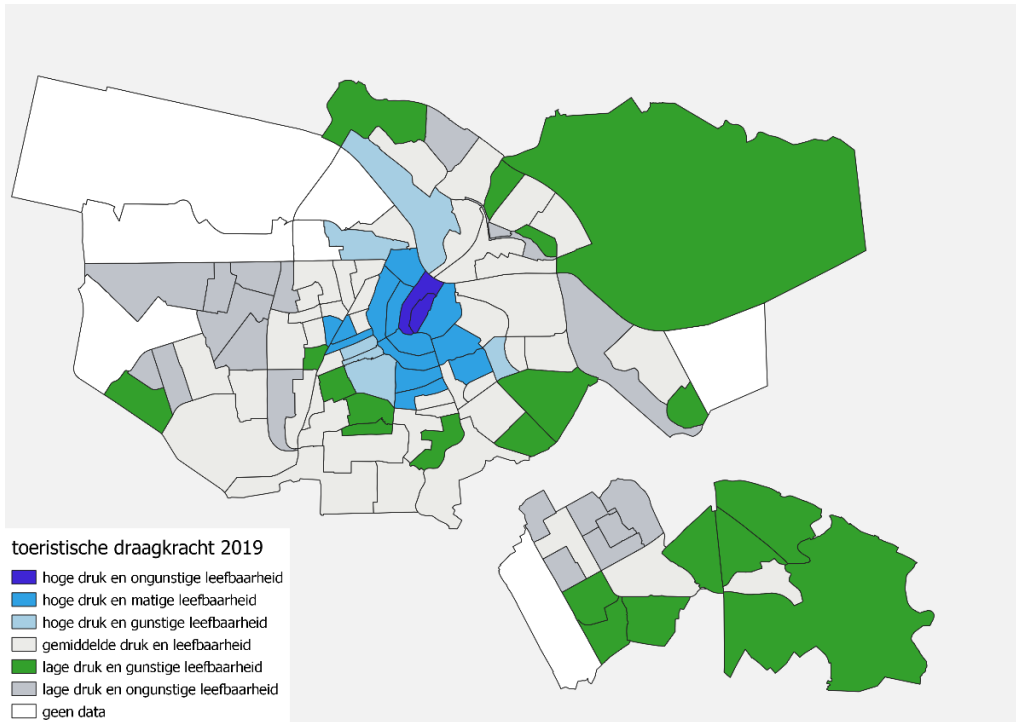 toeristische draagkracht 2019
hoge druk en ongunstige leefbaarheid
hoge druk en matige leefbaarheid
hoge druk en gunstige leefbaarheid
gemiddelde druk en leefbaarheid
lage druk en gunstige leefbaarheid
lage druk en ongunstige leefbaarheid
geen data